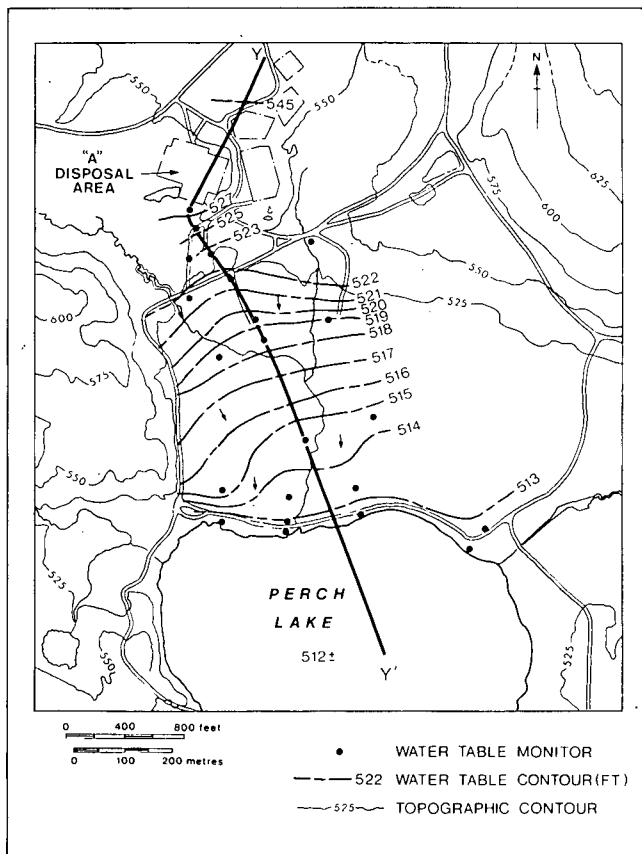 Y
N
545
550
550
"A"
DISPOSAL
AREA
575
625
600
527
525
523
550
525
522
521
520
519
518
517
516
515
514
513
600
575
550
525
550
525
PERCH
LAKE
512±
Y'
0 400 800 feet
0 100 200 metres
WATER TABLE MONITOR
522 WATER TABLE CONTOUR(FT)
525 TOPOGRAPHIC CONTOUR